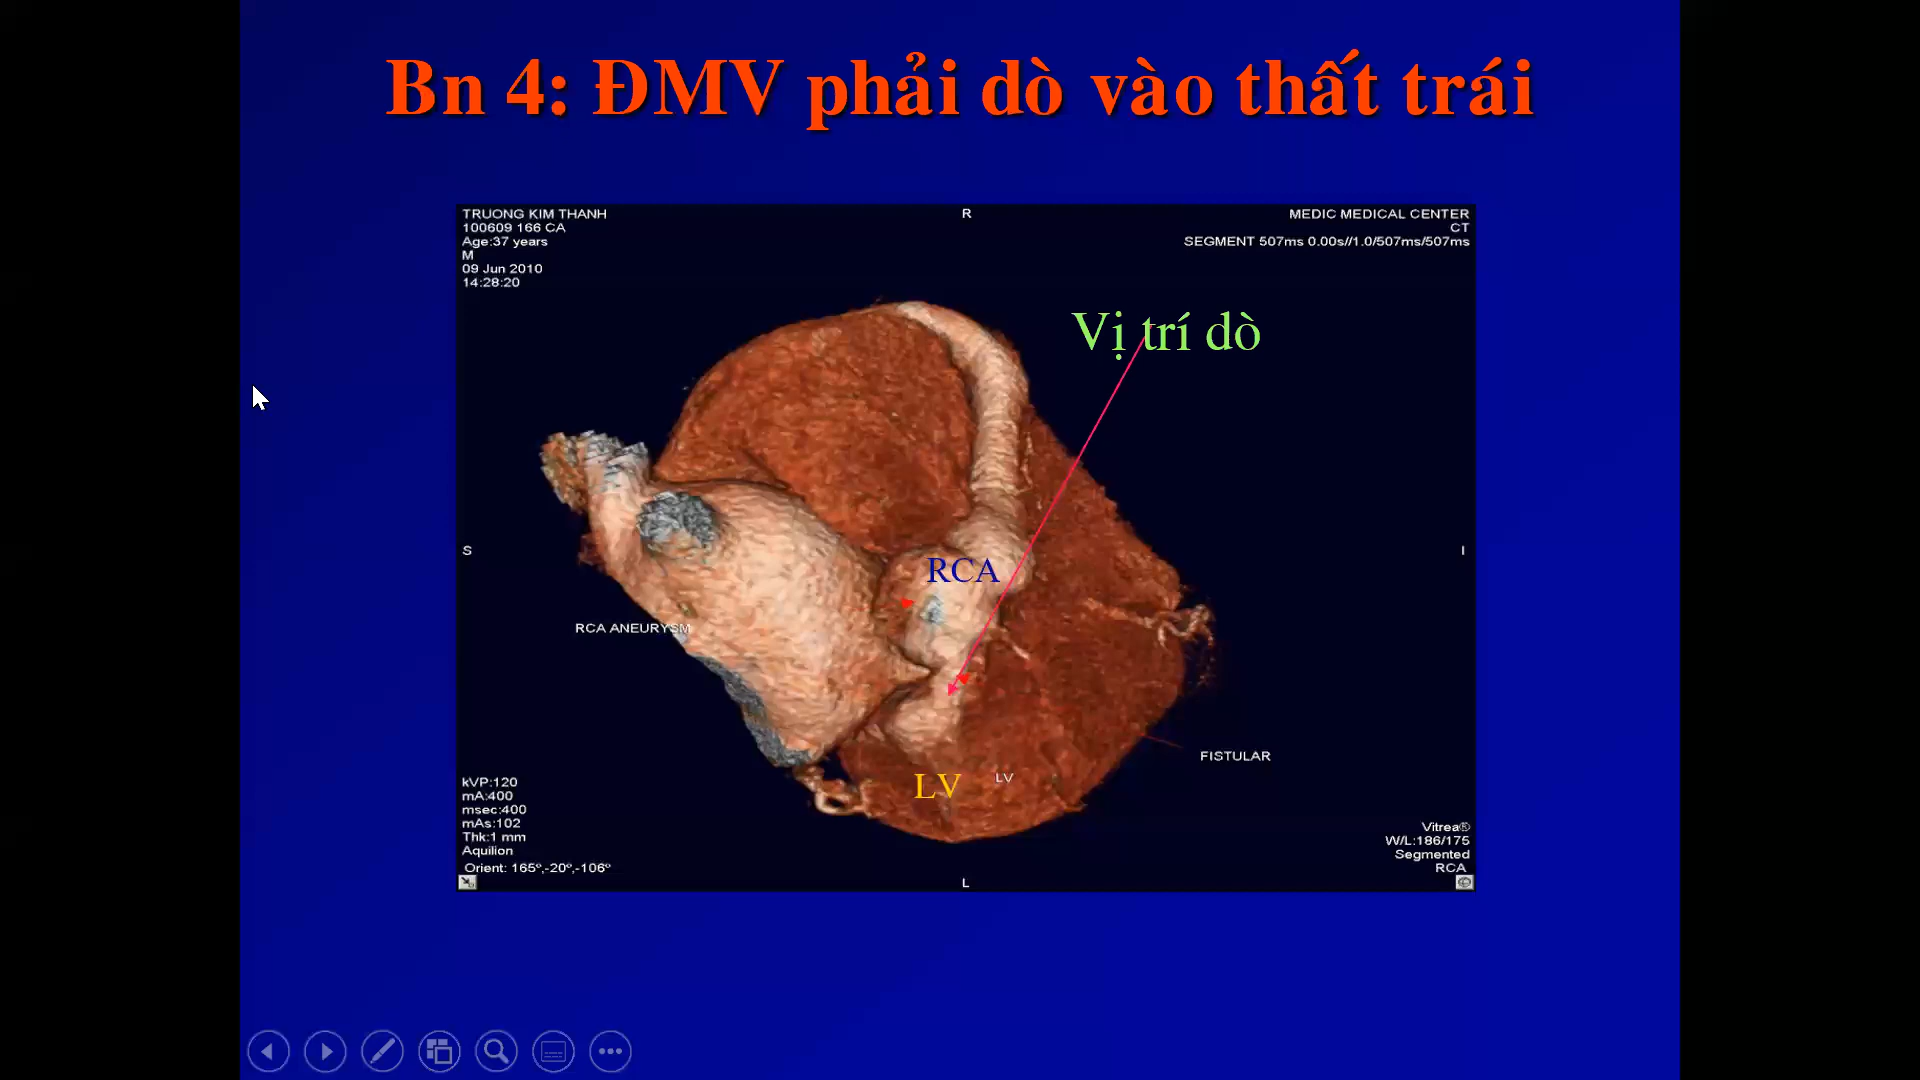 Bn 4: ĐMV phải dò vào thất trái
TRUONG KIM THANH
100609 166 CA
Age:37 years
M
09 Jun 2010
14:28:20
R
MEDIC MEDICAL CENTER
CT
SEGMENT 507ms 0.00s//1.0/507ms/507ms
Vị trí dò
S
I
RCA
RCA ANEURYSM
FISTULAR
LV
LV
kVP:120
mA:400
msec:400
mAs:102
Thk:1 mm
Aquilion
Orient: 165º,-20º,-106º
L
Vitrea®
W/L:186/175
Segmented
RCA